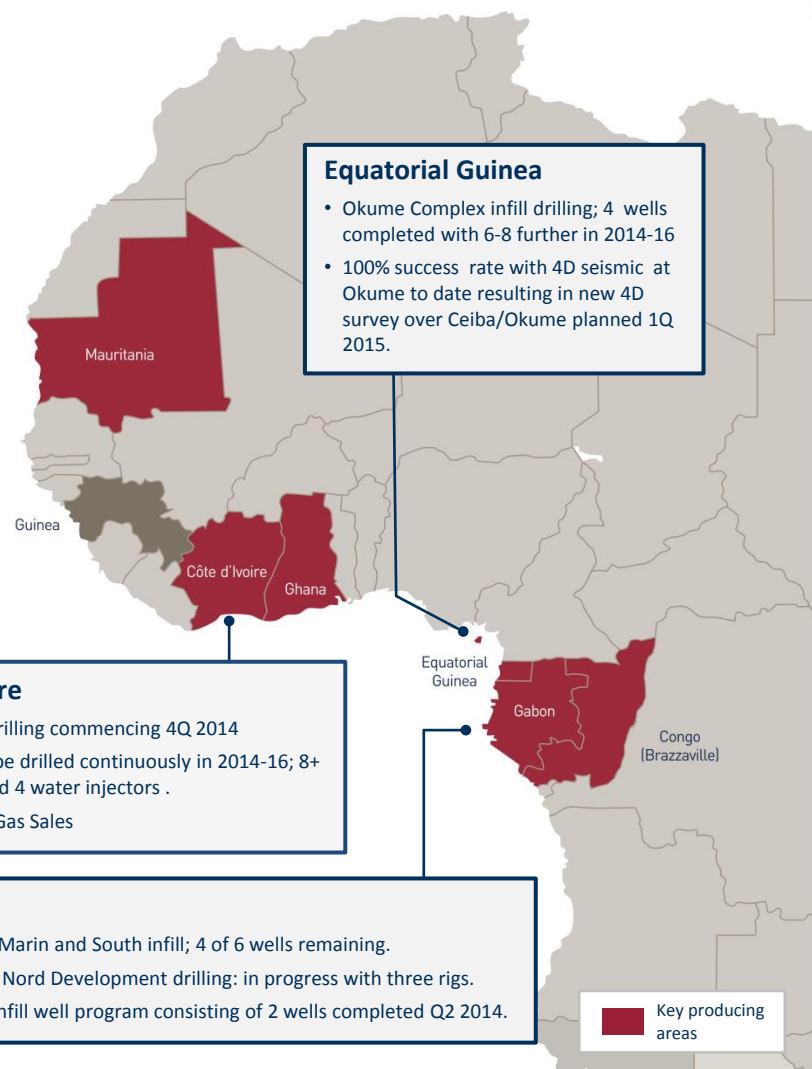 Equatorial Guinea
• Okume Complex infill drilling; 4 wells
completed with 6-8 further in 2014-16
• 100% success rate with 4D seismic at
Okume to date resulting in new 4D
survey over Ceiba/Okume planned 1Q
2015.
Mauritania
Guinea
Côte d'Ivoire
Ghana
Equatorial
Guinea
Gabon
Congo
(Brazzaville)
re
rilling commencing 4Q 2014
be drilled continuously in 2014-16; 8+
d 4 water injectors .
Gas Sales
Marin and South infill; 4 of 6 wells remaining.
Nord Development drilling: in progress with three rigs.
nfill well program consisting of 2 wells completed Q2 2014.
Key producing
areas